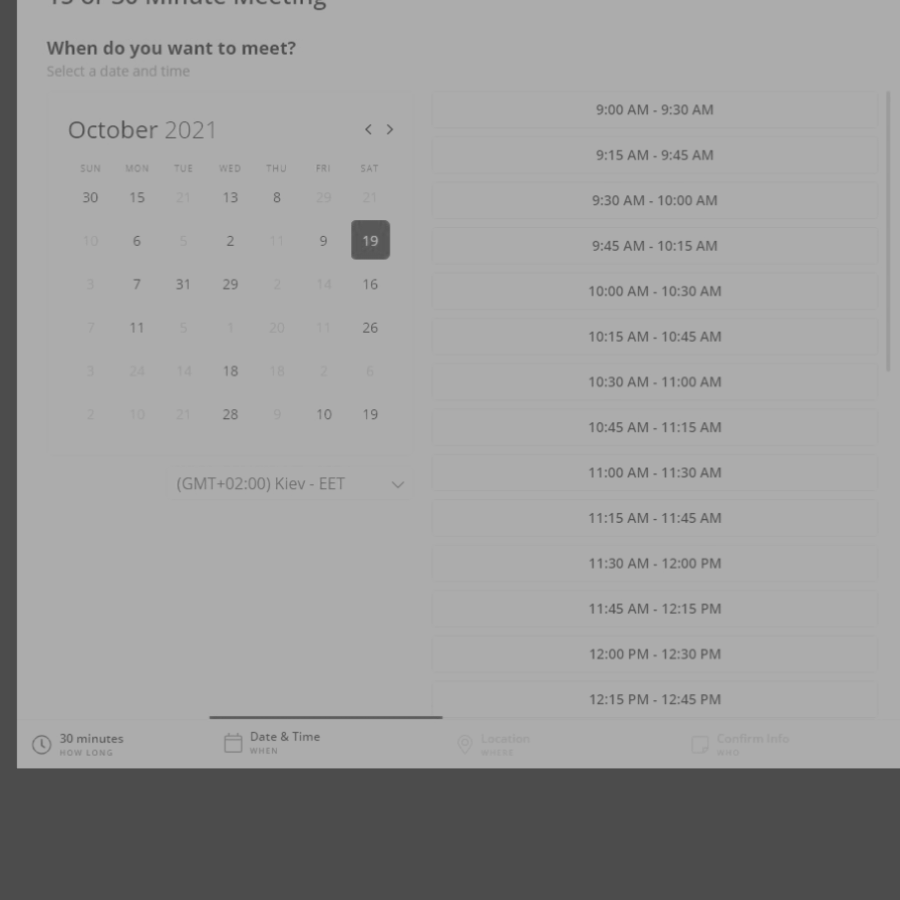 15 or 30 Minute Meeting
When do you want to meet?
Select a date and time
October 2021
SUN MON TUE WED THU FRI SAT
30 15 21 13 8 29 21
10 6 5 2 11 9 19
3 7 31 29 2 14 16
7 11 5 1 20 11 26
3 24 14 18 18 2 6
2 10 21 28 9 10 19
(GMT+02:00) Kiev - EET
9:00 AM - 9:30 AM
9:15 AM - 9:45 AM
9:30 AM - 10:00 AM
9:45 AM - 10:15 AM
10:00 AM - 10:30 AM
10:15 AM - 10:45 AM
10:30 AM - 11:00 AM
10:45 AM - 11:15 AM
11:00 AM - 11:30 AM
11:15 AM - 11:45 AM
11:30 AM - 12:00 PM
11:45 AM - 12:15 PM
12:00 PM - 12:30 PM
12:15 PM - 12:45 PM
30 minutes
HOW LONG
Date & Time
WHEN
Location
WHERE
Confirm Info
WHO